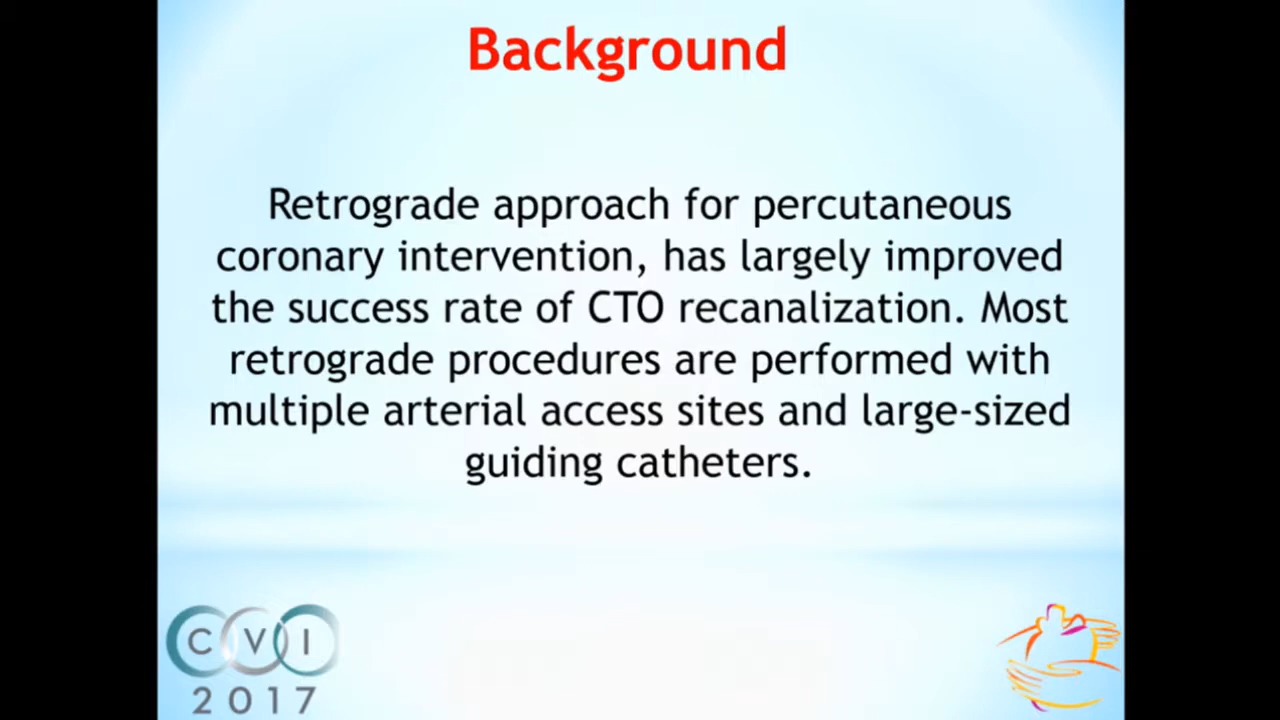 Background
Retrograde approach for percutaneous
coronary intervention, has largely improved
the success rate of CTO recanalization. Most
retrograde procedures are performed with
multiple arterial access sites and large-sized
guiding catheters.
CVI
2017